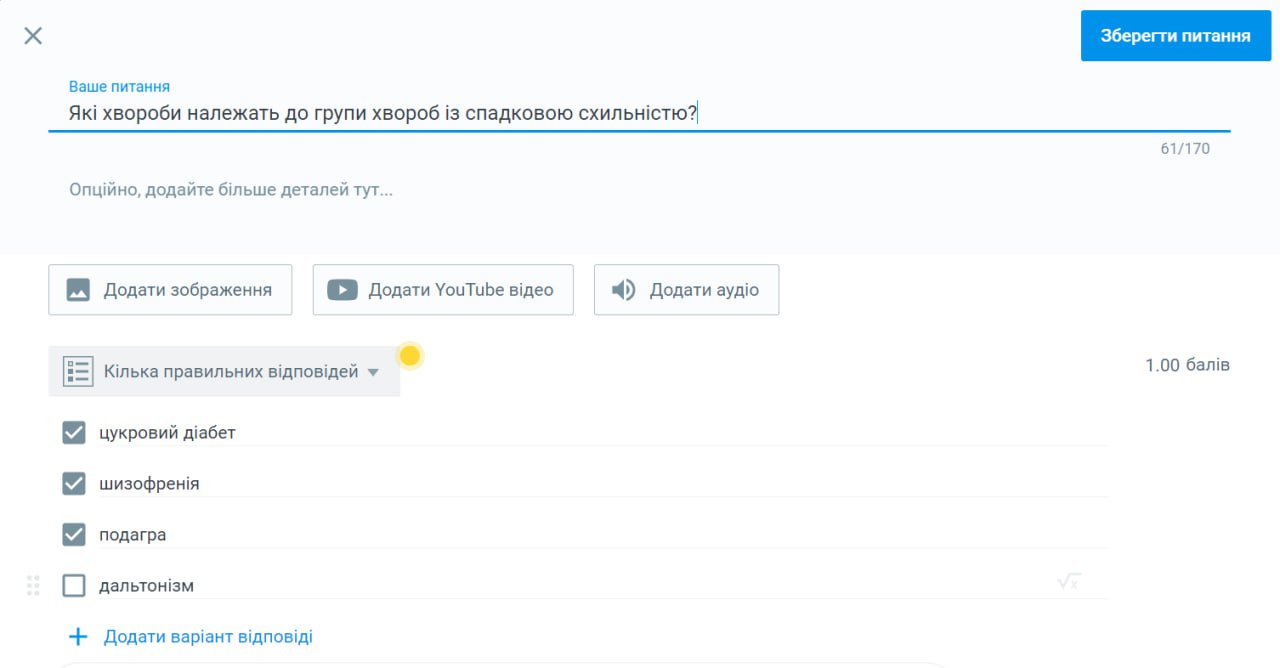 Зберегти питання
Ваше питання
Які хвороби належать до групи хвороб із спадковою схильністю?
61/170
Опційно, додайте більше деталей тут...
Додати зображення
Додати YouTube відео
Додати аудіо
Кілька правильних відповідей
1.00 балів
цукровий діабет
шизофренія
подагра
дальтонізм
√x
Додати варіант відповіді